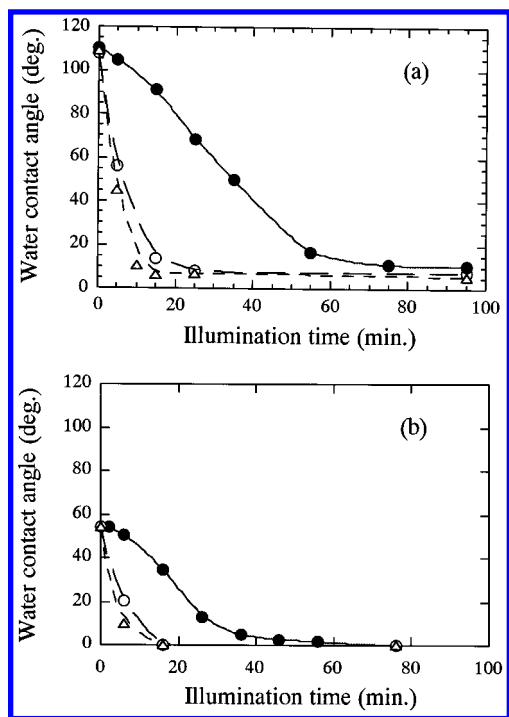 120
100
80
60
40
20
0
Water contact angle (deg.)
(a)
0 20 40 60 80 100
Illumination time (min.)
120
100
80
60
40
20
0
Water contact angle (deg.)
(b)
0 20 40 60 80 100
Illumination time (min.)